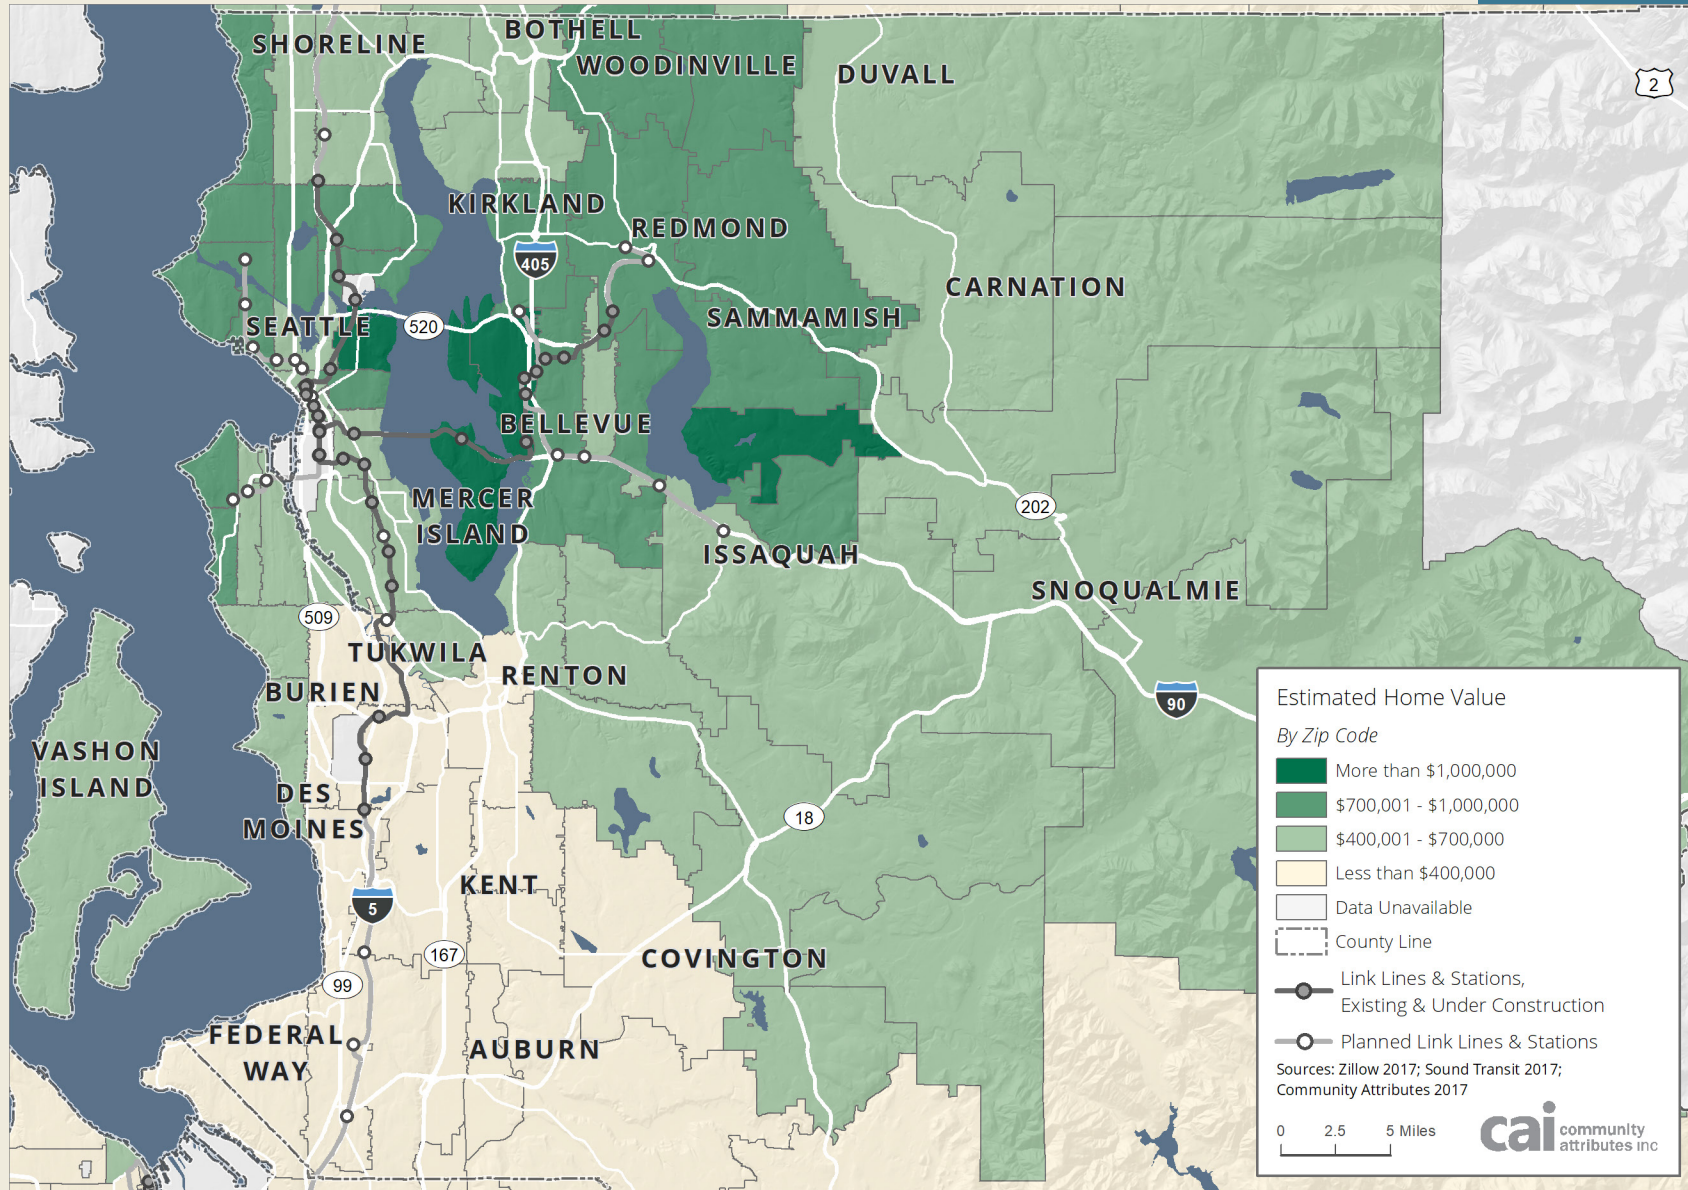 SHORELINE
BOTHELL
WOODINVILLE
DUVALL
2
KIRKLAND
REDMOND
405
CARNATION
SEATTLE
520
SAMMAMISH
BELLEVUE
MERCER
ISLAND
202
ISSAQUAH
SNOQUALMIE
509
TUKWILA
RENTON
BURIEN
90
VASHON
ISLAND
DES
MOINES
18
KENT
5
167
COVINGTON
99
FEDERAL
WAY
AUBURN
Estimated Home Value
By Zip Code
More than $1,000,000
$700,001 - $1,000,000
$400,001 - $700,000
Less than $400,000
Data Unavailable
County Line
Link Lines & Stations,
Existing & Under Construction
Planned Link Lines & Stations
Sources: Zillow 2017; Sound Transit 2017;
Community Attributes 2017
0 2.5 5 Miles
cai community
attributes inc